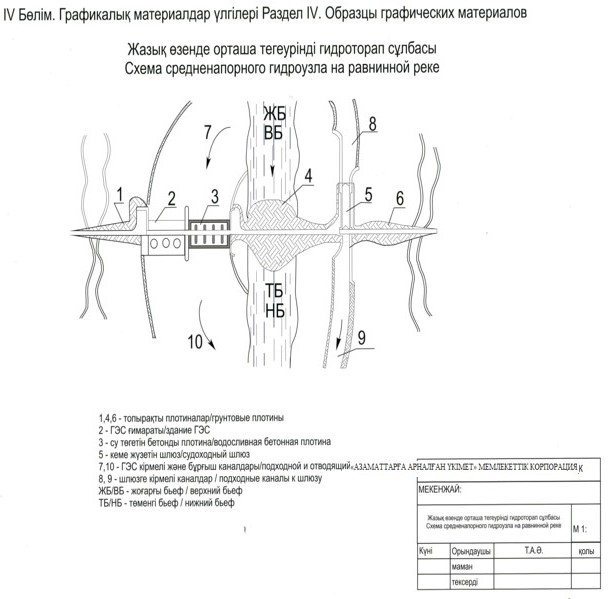 IV Бөлім. Графикалық материалдар үлгілері Раздел IV. Образцы графических материалов
Жазық өзенде орташа тегеурінді гидроторап сұлбасы
Схема средненапорного гидроузла на равнинной реке
ЖБ
ВБ
7
8
4
1
2
3
5
6
ТБ
НБ
10
9
1,4,6 - топырақты плотиналар/грунтовые плотины
2 - ГЭС ғимараты/здание ГЭС
3 - су төгетін бетонды плотина/водосливная бетонная плотина
5 - кеме жүзетін шлюз/судоходный шлюз
7,10 - ГЭС кірмелі және бұрғыш каналдары/подходной и отводящий «АЗАМАТТАРҒА АРНАЛҒАН ҮКІМЕТ» МЕМЛЕКЕТТІК КОРПОРАЦИЯ Қ
8, 9 - шлюзге кірмелі каналдар / подходные каналы к шлюзу
ЖБ/ВБ - жоғарғы бьеф / верхний бьеф
ТБ/НБ - төменгі бьеф / нижний бьеф
МЕКЕНЖАЙ:
Жазық өзенде орташа тегеурінді гидроторап сұлбасы
Схема средненапорного гидроузла на равнинной реке
М 1:
Күні Орындаушы Т.А.Ә. қолы
маман
тексерді